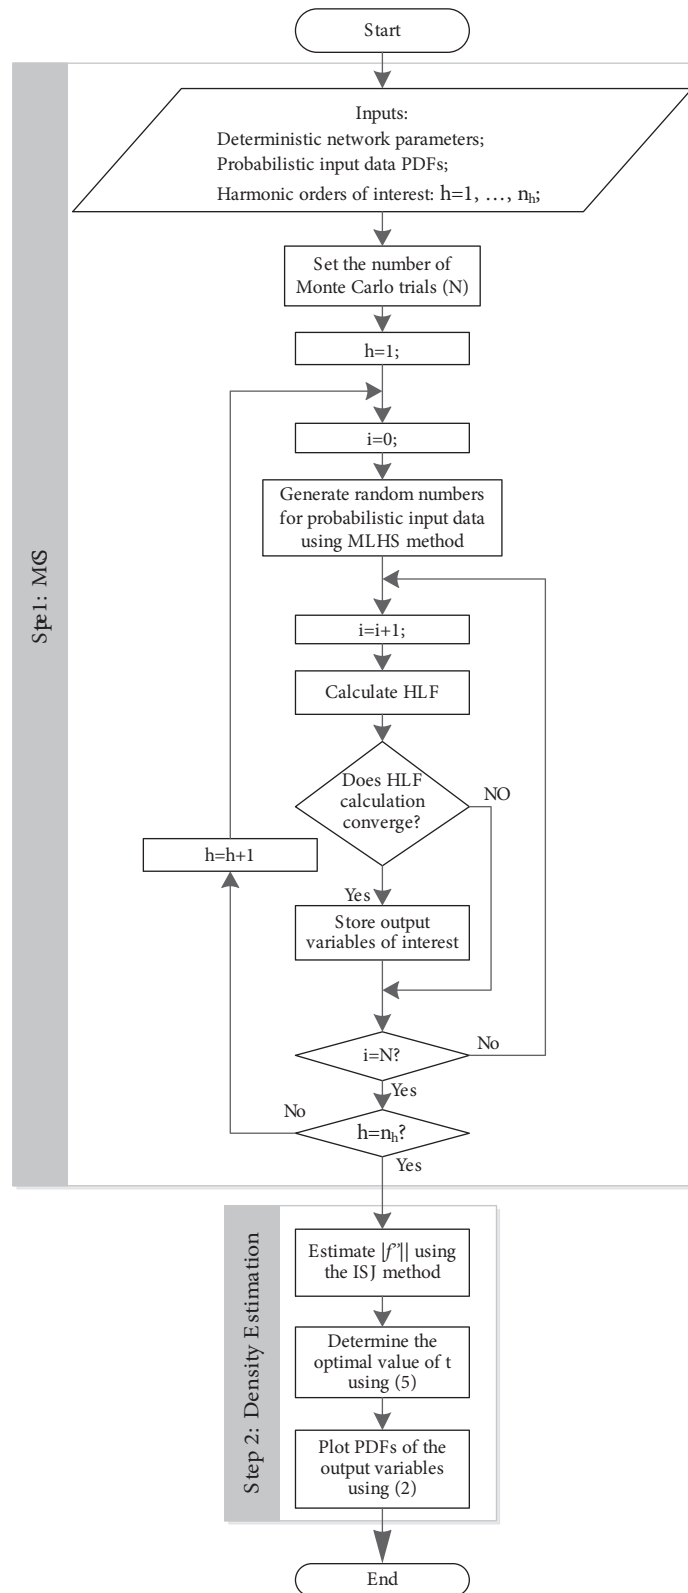 Start
Inputs:
Deterministic network parameters;
Probabilistic input data PDFs;
Harmonic orders of interest: h=1, ..., nₕ;
Set the number of
Monte Carlo trials (N)
h=1;
i=0;
Generate random numbers
for probabilistic input data
using MLHS method
i=i+1;
Calculate HLF
Does HLF
calculation
converge?
NO
h=h+1
Yes
Store output
variables of interest
i=N?
No
Yes
No
h=nₕ?
Yes
Spe1: MCS
Estimate |f''|| using
the ISJ method
Determine the
optimal value of t
using (5)
Plot PDFs of the
output variables
using (2)
Step 2: Density Estimation
End